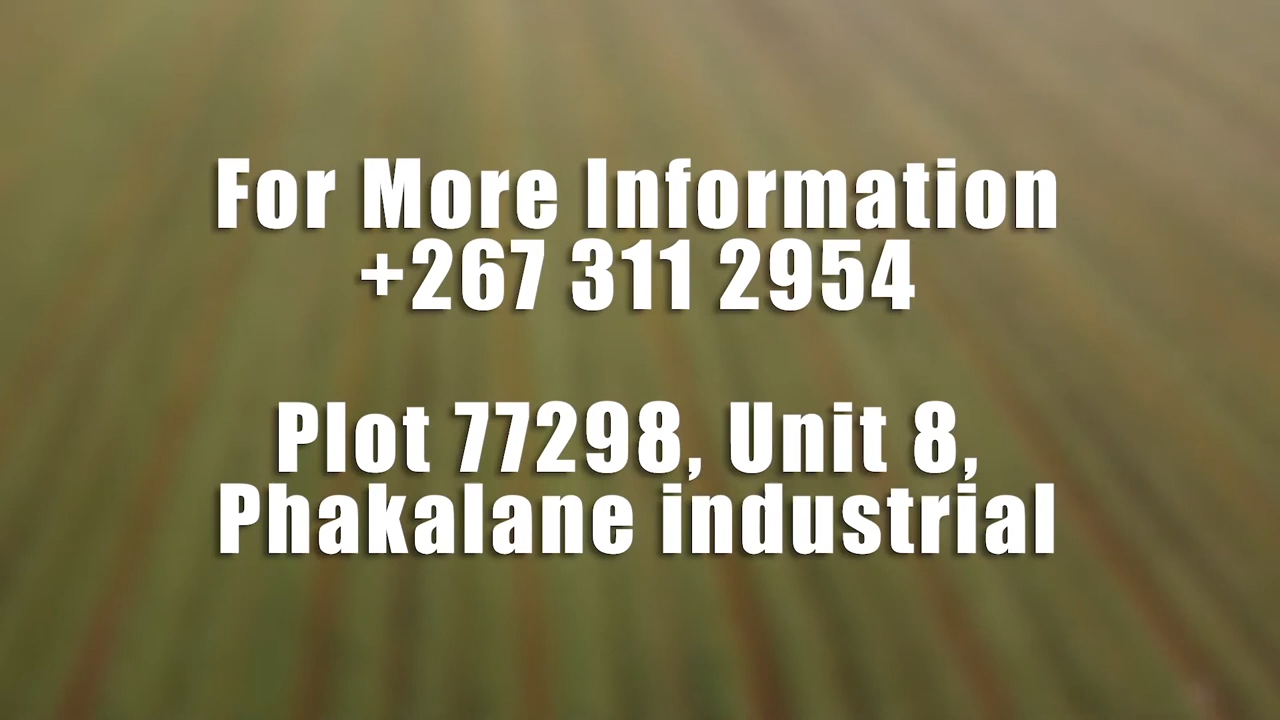 For More Information
+267 311 2954
Plot 77298, Unit 8,
Phakalane industrial